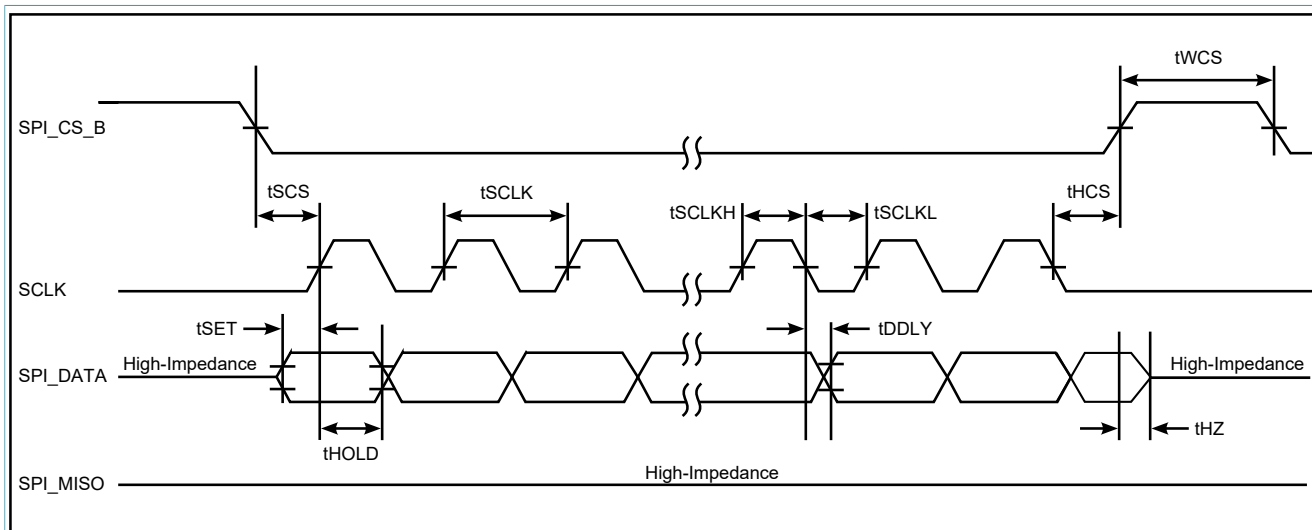 tWCS
SPI_CS_B
tSCS
tSCLK
tSCLKH
tSCLKL
tHCS
SCLK
tSET
tDDLY
High-Impedance
High-Impedance
SPI_DATA
tHOLD
tHZ
High-Impedance
SPI_MISO